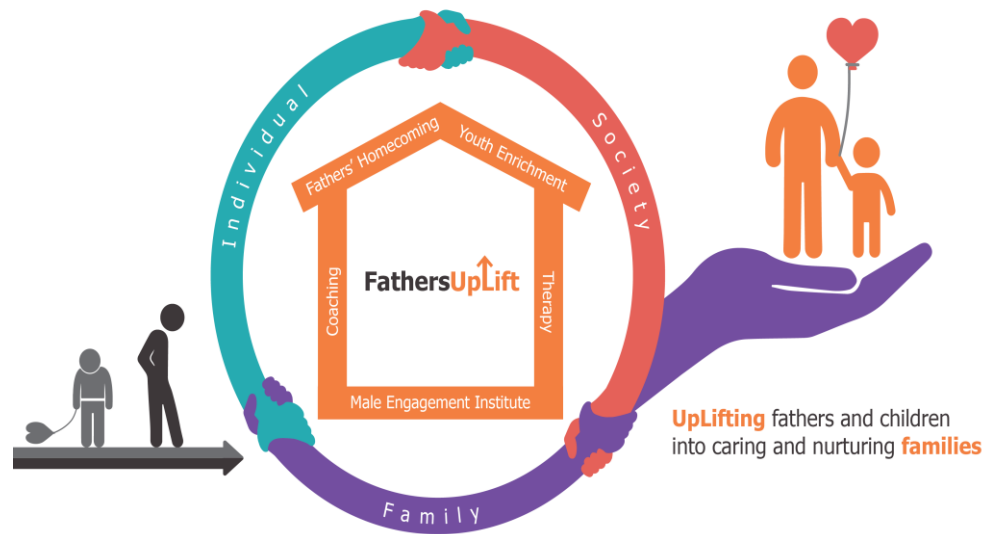 Individual
Society
Fathers' Homecoming
Youth Enrichment
Coaching
FathersUpLift
Therapy
Male Engagement Institute
Family
UpLifting fathers and children
into caring and nurturing families